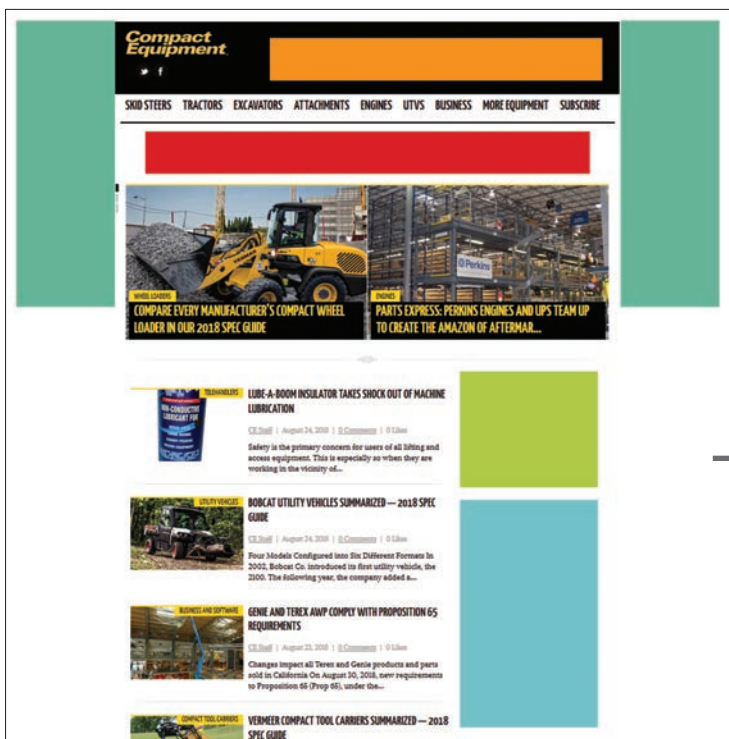 Compact
Equipment
SKID STEERS TRACTORS EXCAVATORS ATTACHMENTS ENGINES UTVS BUSINESS MORE EQUIPMENT SUBSCRIBE
Perkins
WHEEL LOADERS
COMPARE EVERY MANUFACTURER'S COMPACT WHEEL
LOADER IN OUR 2018 SPEC GUIDE
ENGINES
PARTS EXPRESS: PERKINS ENGINES AND UPS TEAM UP
TO CREATE THE AMAZON OF AFTERMAR...
TELEHANDLERS
NON-CONDUCTIVE
LUBRICANT FOR
LUBE-A-BOOM INSULATOR TAKES SHOCK OUT OF MACHINE
LUBRICATION
CE Staff | August 24, 2018 | 0 Comments | 0 Likes
Safety is the primary concern for users of all lifting and
access equipment. This is especially so when they are
working in the vicinity of...
UTILITY VEHICLES
BOBCAT UTILITY VEHICLES SUMMARIZED — 2018 SPEC
GUIDE
CE Staff | August 24, 2018 | 0 Comments | 0 Likes
Four Models Configured into Six Different Formats In
2002, Bobcat Co. introduced its first utility vehicle, the
2100. The following year, the company added a...
BUSINESS AND SOFTWARE
GENIE AND TEREX AWP COMPLY WITH PROPOSITION 65
REQUIREMENTS
CE Staff | August 23, 2018 | 0 Comments | 0 Likes
Changes impact all Terex and Genie products and parts
sold in California On August 30, 2018, new requirements
to Proposition 65 (Prop 65), under the...
COMPACT TOOL CARRIERS
VERMEER COMPACT TOOL CARRIERS SUMMARIZED — 2018
SPEC GUIDE